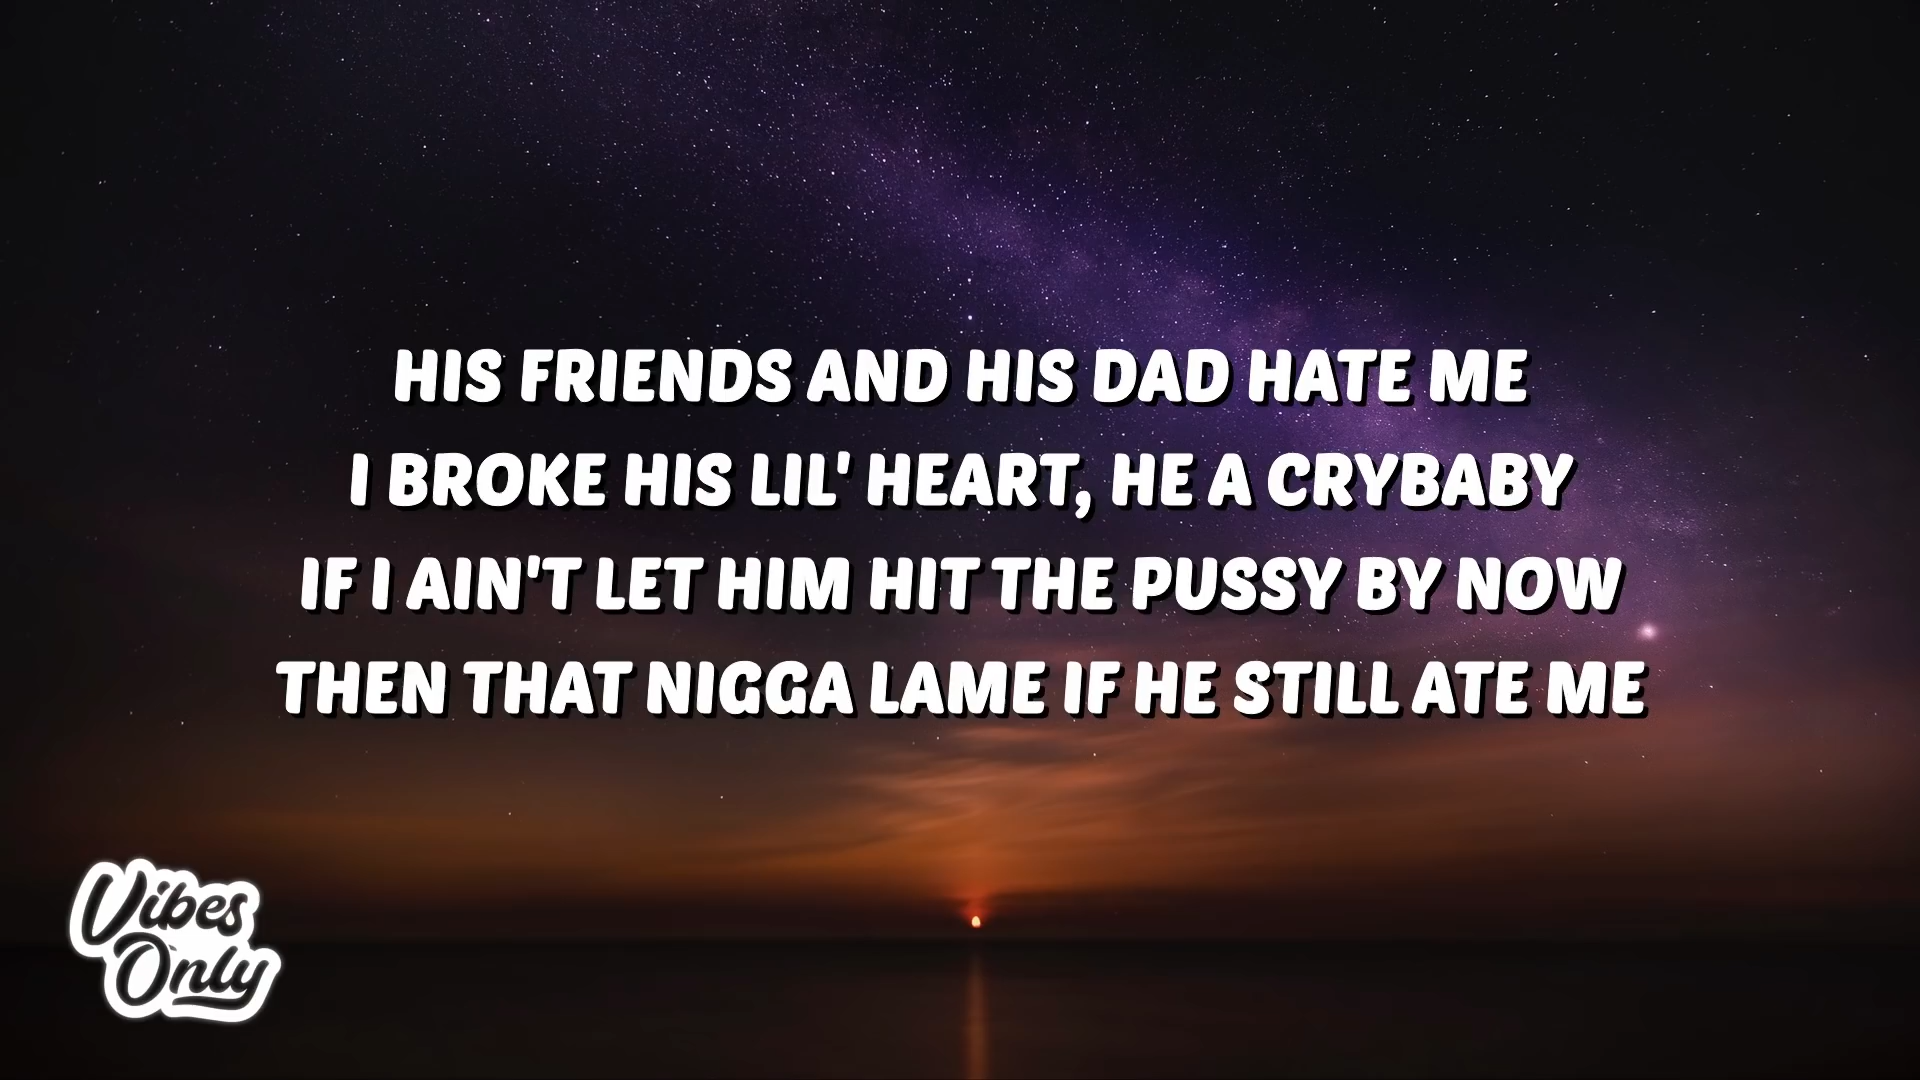 HIS FRIENDS AND HIS DAD HATE ME
I BROKE HIS LIL' HEART, HE A CRYBABY
IF I AIN'T LET HIM HIT THE PUSSY BY NOW
THEN THAT NIGGA LAME IF HE STILL ATE ME
Vibes
Only